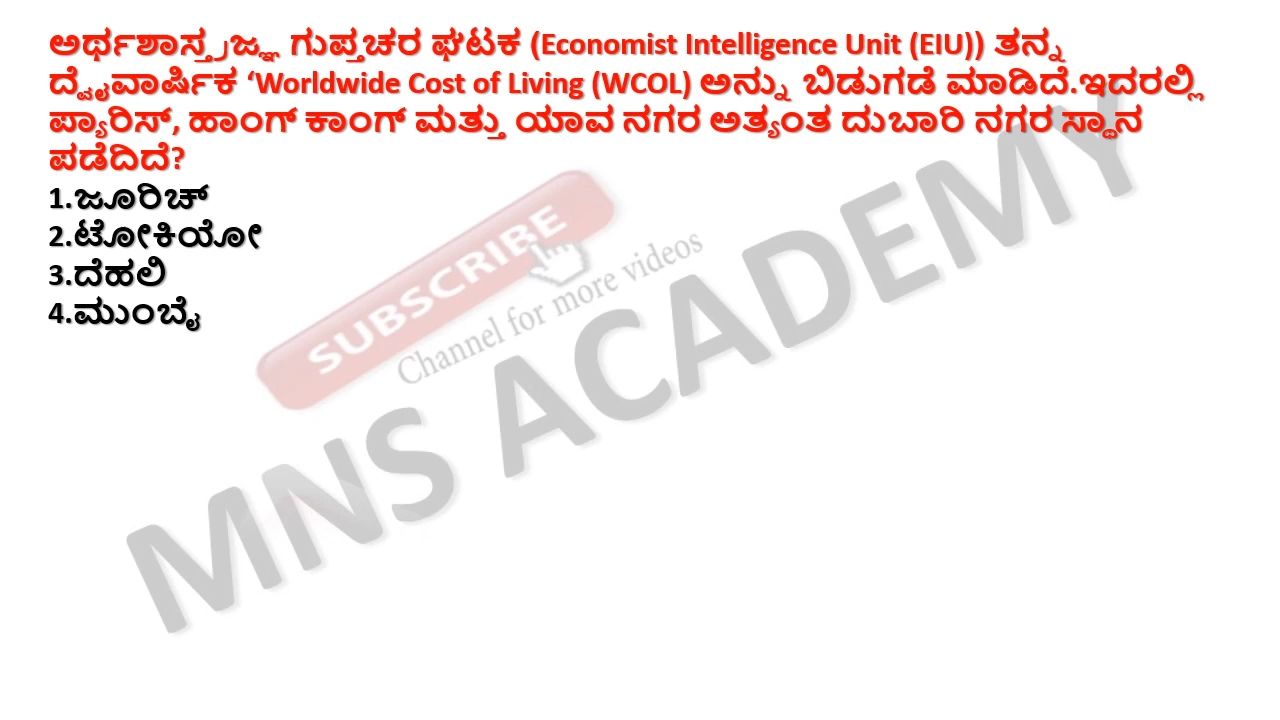 ಅರ್ಥಶಾಸ್ತ್ರಜ್ಞ ಗುಪ್ತಚರ ಘಟಕ (Economist Intelligence Unit (EIU)) ತನ್ನ
ದ್ವೈವಾರ್ಷಿಕ ‘Worldwide Cost of Living (WCOL) ಅನ್ನು ಬಿಡುಗಡೆ ಮಾಡಿದೆ.ಇದರಲ್ಲಿ
ಪ್ಯಾರಿಸ್, ಹಾಂಗ್ ಕಾಂಗ್ ಮತ್ತು ಯಾವ ನಗರ ಅತ್ಯಂತ ದುಬಾರಿ ನಗರ ಸ್ಥಾನ
ಪಡೆದಿದೆ?
1.ಜೂರಿಚ್
2.ಟೋಕಿಯೋ
3.ದೆಹಲಿ
4.ಮುಂಬೈ
SUBSCRIBE
Channel for more videos
MNS ACADEMY